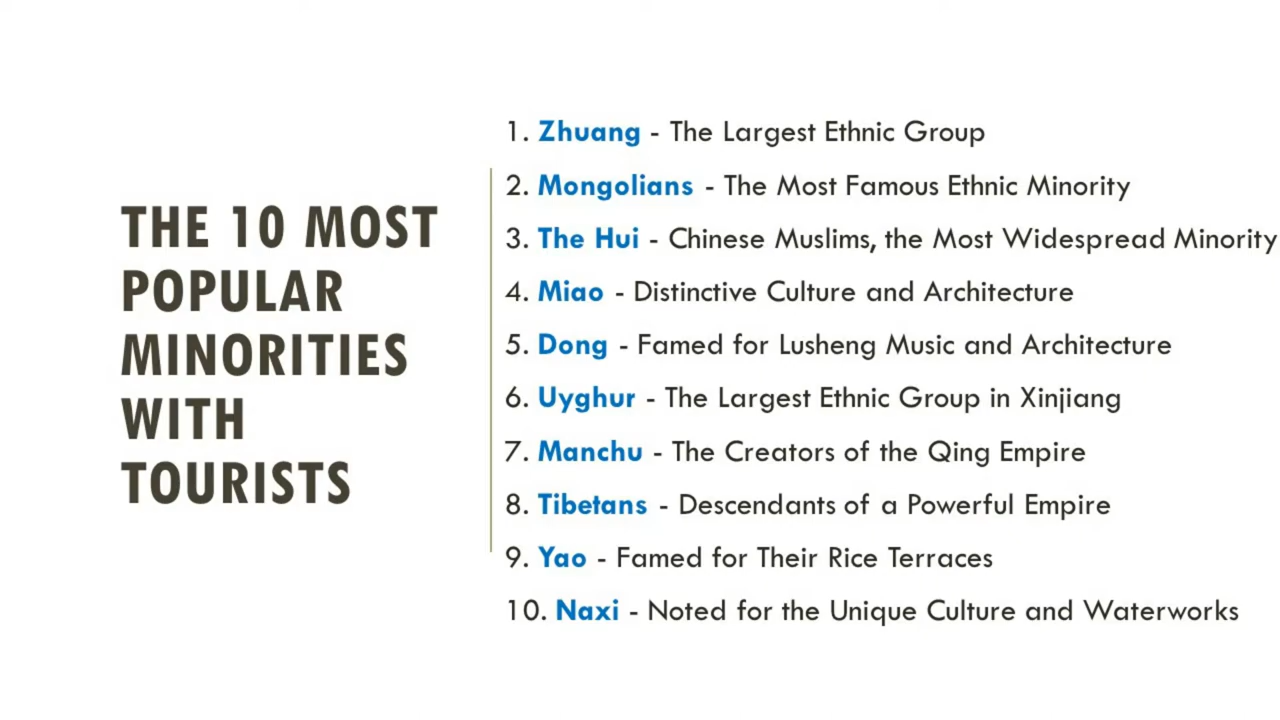 THE 10 MOST
POPULAR
MINORITIES
WITH
TOURISTS
1. Zhuang - The Largest Ethnic Group
2. Mongolians - The Most Famous Ethnic Minority
3. The Hui - Chinese Muslims, the Most Widespread Minority
4. Miao - Distinctive Culture and Architecture
5. Dong - Famed for Lusheng Music and Architecture
6. Uyghur - The Largest Ethnic Group in Xinjiang
7. Manchu - The Creators of the Qing Empire
8. Tibetans - Descendants of a Powerful Empire
9. Yao - Famed for Their Rice Terraces
10. Naxi - Noted for the Unique Culture and Waterworks